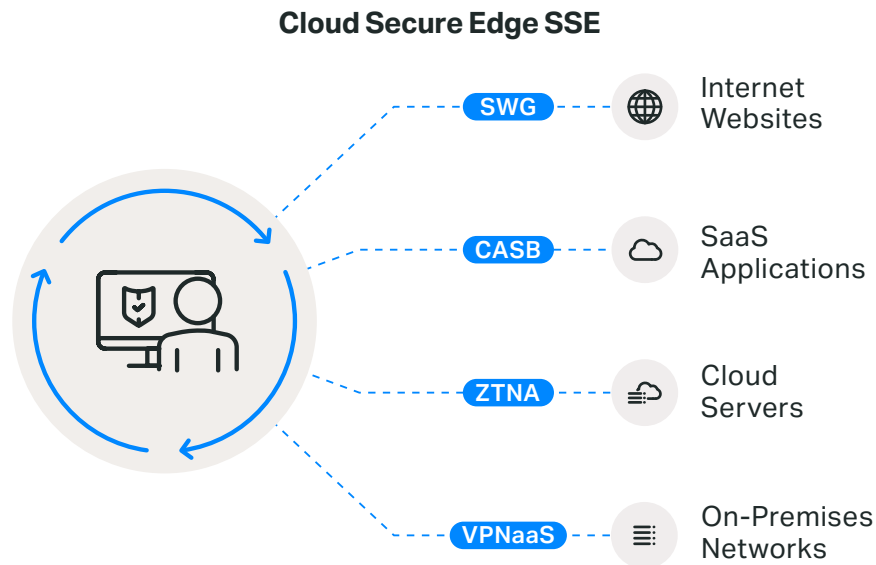 Cloud Secure Edge SSE
SWG
Internet
Websites
CASB
SaaS
Applications
ZTNA
Cloud
Servers
VPNaaS
On-Premises
Networks